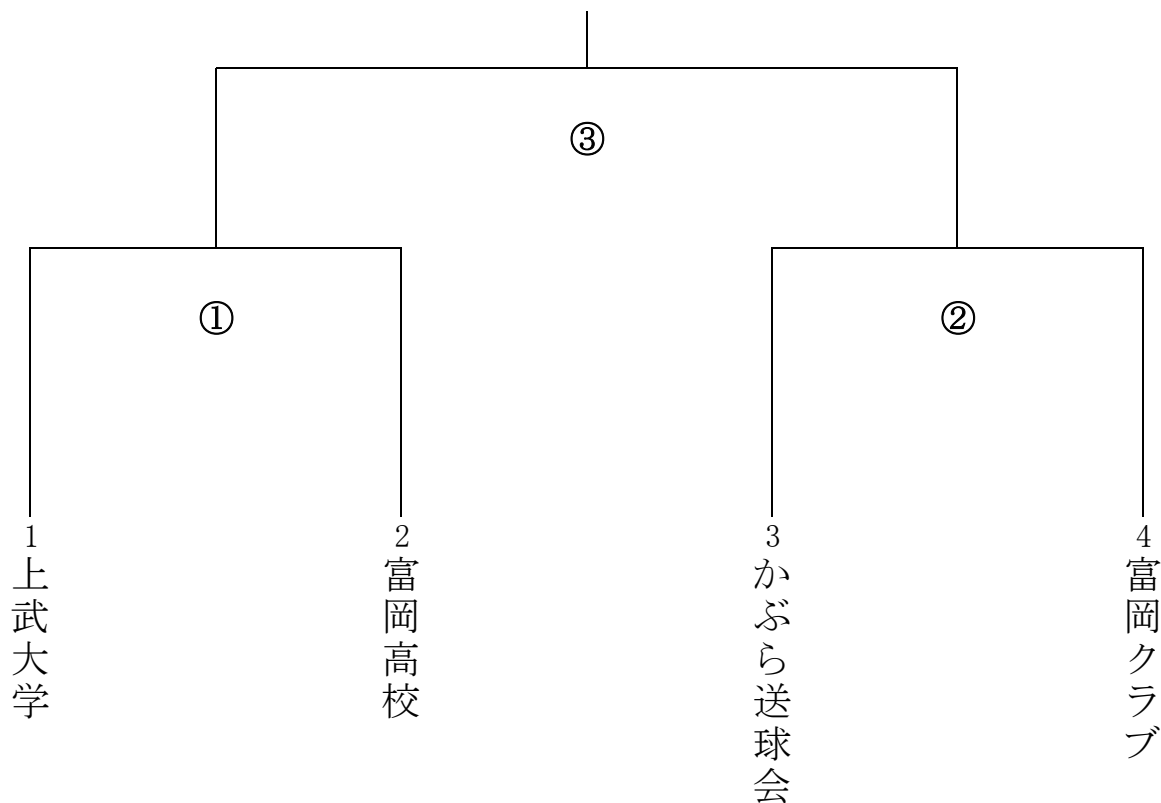 ③
①
②
1上武大学
2富岡高校
3かぶら送球会
4富岡クラブ